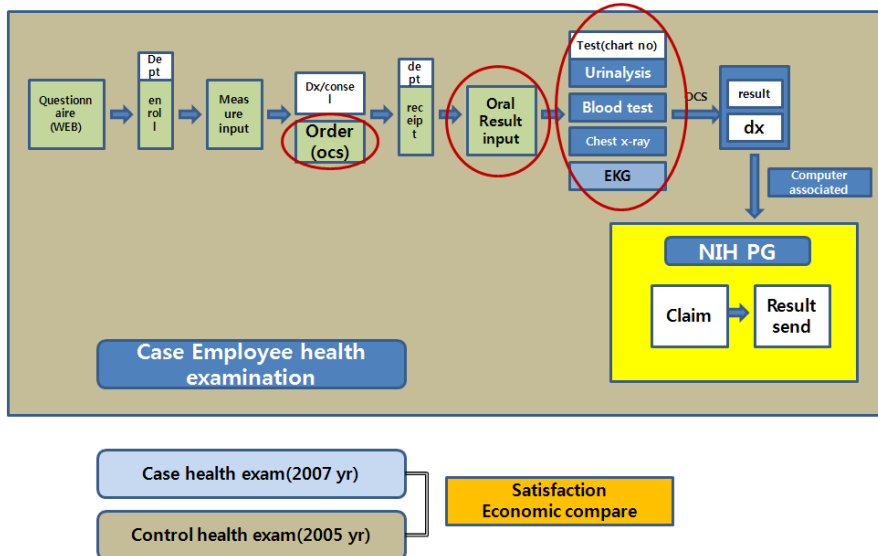 Questionn
aire
(WEB)
De
pt
en
rol
l
Meas
ure
input
Dx/conse
l
Order
(ocs)
de
pt
rec
eip
t
Oral
Result
input
Test(chart no)
Urinalysis
Blood test
Chest x-ray
EKG
OCS
result
dx
Computer
associated
NIH PG
Claim
Result
send
Case Employee health
examination
Case health exam(2007 yr)
Control health exam(2005 yr)
Satisfaction
Economic compare